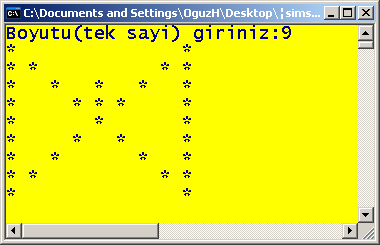 C:\Documents and Settings\OguzH\Desktop\¦sims...
Boyutu(tek sayi) giriniz:9
*               *
* *           * *
*   *   *   *   *
*     * * *     *
*       *       *
*     *   *     *
*   *       *   *
* *           * *
*               *